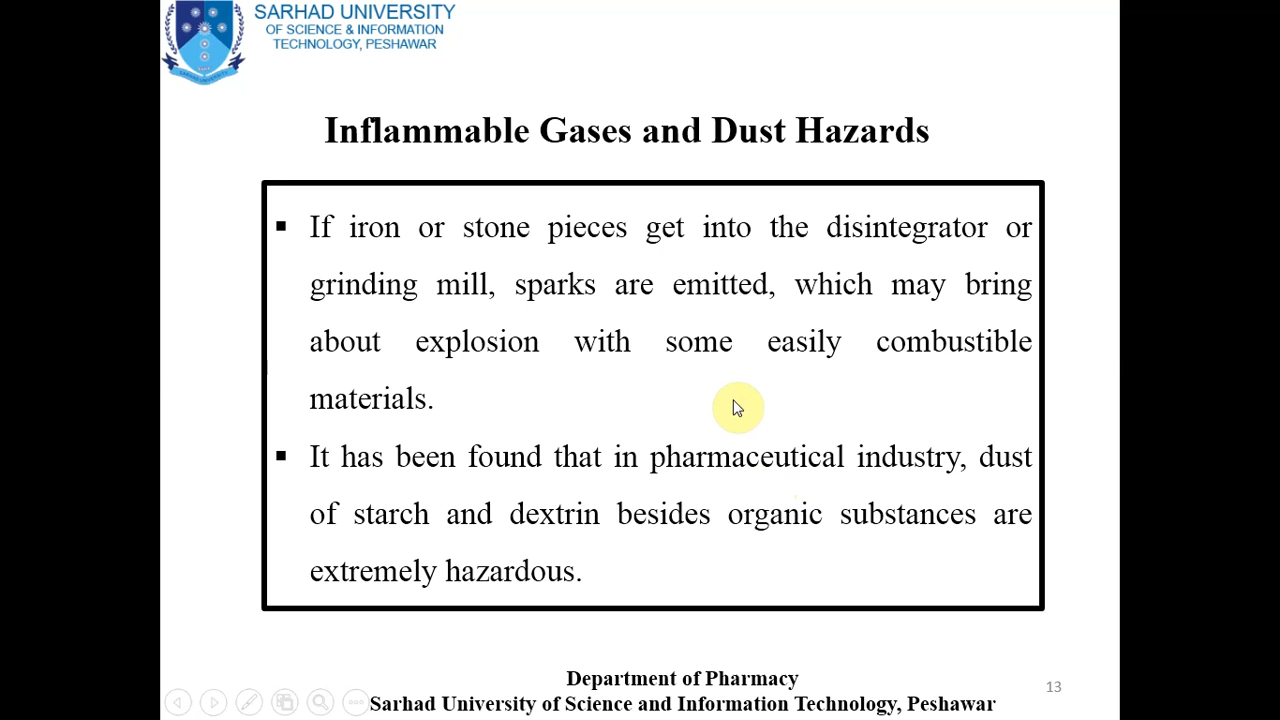 SARHAD UNIVERSITY
OF SCIENCE & INFORMATION
TECHNOLOGY, PESHAWAR
Inflammable Gases and Dust Hazards
▪ If iron or stone pieces get into the disintegrator or
grinding mill, sparks are emitted, which may bring
about explosion with some easily combustible
materials.
▪ It has been found that in pharmaceutical industry, dust
of starch and dextrin besides organic substances are
extremely hazardous.
Department of Pharmacy
Sarhad University of Science and Information Technology, Peshawar
13